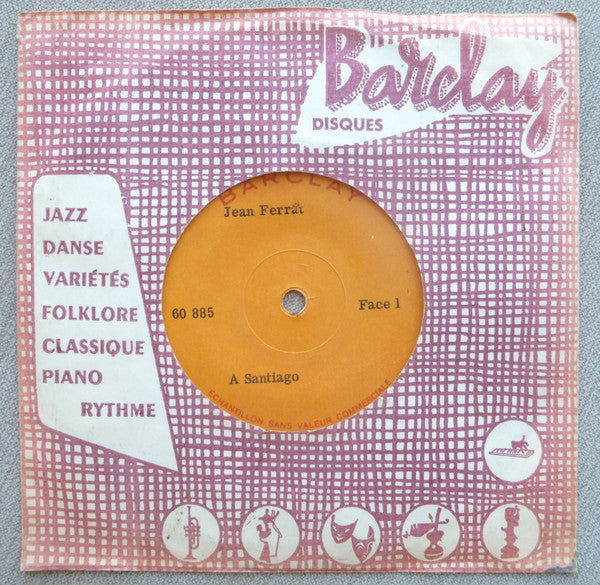 Barclay
DISQUES
JAZZ
DANSE
VARIÉTÉS
FOLKLORE
CLASSIQUE
PIANO
RYTHME
BARCLAY
Jean Ferrat
60 885
Face 1
A Santiago
ECHANTILLON SANS VALEUR COMMERCIALE